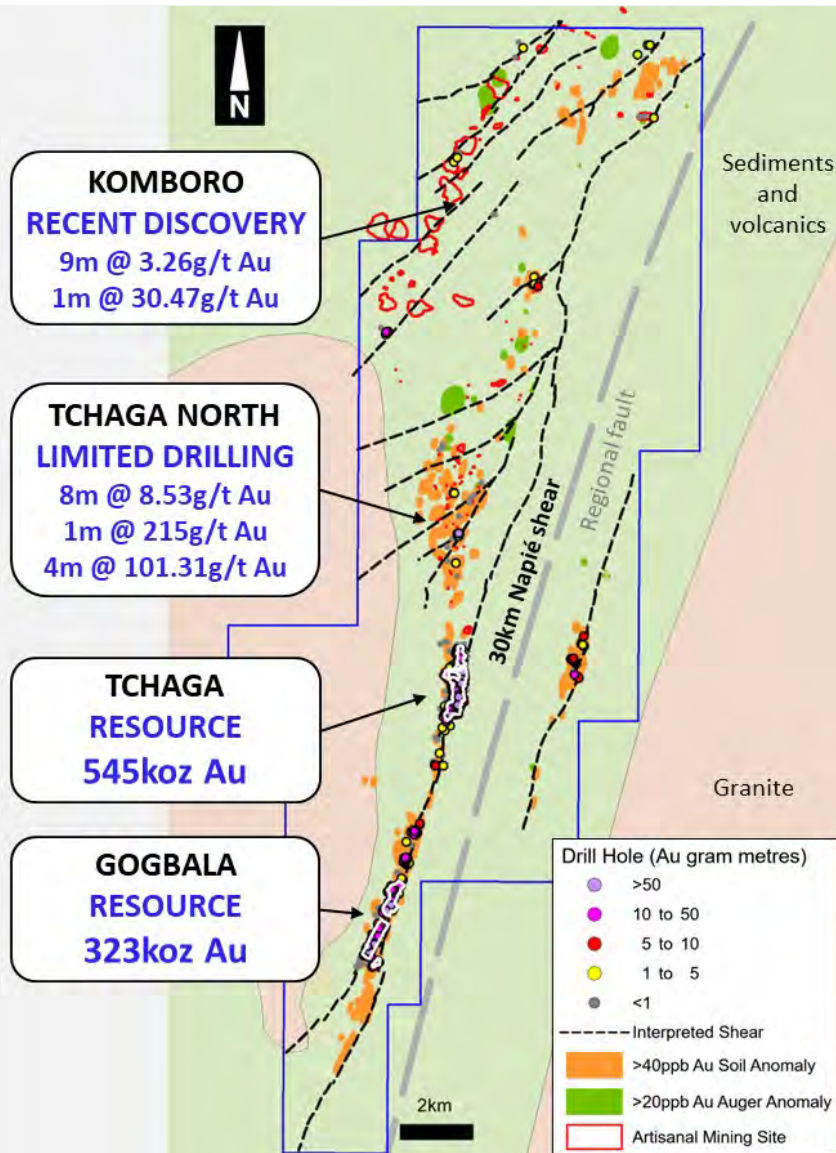 N
KOMBORO
RECENT DISCOVERY
9m @ 3.26g/t Au
1m @ 30.47g/t Au
TCHAGA NORTH
LIMITED DRILLING
8m @ 8.53g/t Au
1m @ 215g/t Au
4m @ 101.31g/t Au
TCHAGA
RESOURCE
545koz Au
GOGBALA
RESOURCE
323koz Au
Sediments
and
volcanics
Regional fault
30km Napié shear
Granite
2km
Drill Hole (Au gram metres)
>50
10 to 50
5 to 10
1 to 5
<1
Interpreted Shear
>40ppb Au Soil Anomaly
>20ppb Au Auger Anomaly
Artisanal Mining Site